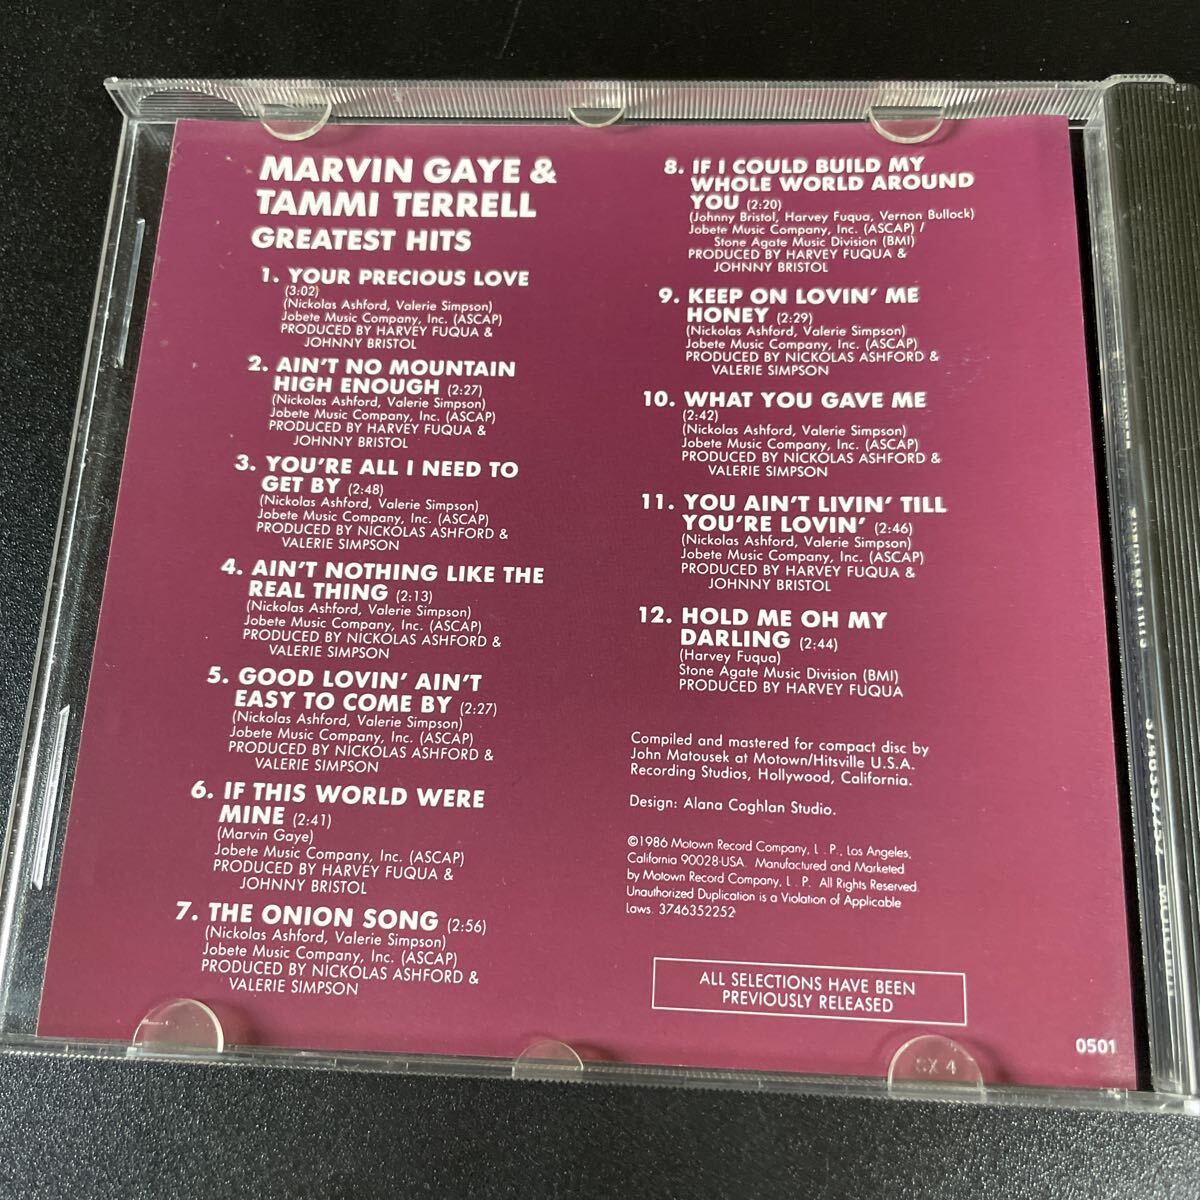 MARVIN GAYE &
TAMMI TERRELL
GREATEST HITS
1. YOUR PRECIOUS LOVE
(3:02)
(Nickolas Ashford, Valerie Simpson)
Jobete Music Company, Inc. (ASCAP)
PRODUCED BY HARVEY FUQUA &
JOHNNY BRISTOL
2. AIN'T NO MOUNTAIN
HIGH ENOUGH (2:27)
(Nickolas Ashford, Valerie Simpson)
Jobete Music Company, Inc. (ASCAP)
PRODUCED BY HARVEY FUQUA &
JOHNNY BRISTOL
3. YOU'RE ALL I NEED TO
GET BY (2:48)
(Nickolas Ashford, Valerie Simpson)
Jobete Music Company, Inc. (ASCAP)
PRODUCED BY NICKOLAS ASHFORD &
VALERIE SIMPSON
4. AIN'T NOTHING LIKE THE
REAL THING (2:13)
(Nickolas Ashford, Valerie Simpson)
Jobete Music Company, Inc. (ASCAP)
PRODUCED BY NICKOLAS ASHFORD &
VALERIE SIMPSON
5. GOOD LOVIN' AIN'T
EASY TO COME BY (2:27)
(Nickolas Ashford, Valerie Simpson)
Jobete Music Company, Inc. (ASCAP)
PRODUCED BY NICKOLAS ASHFORD &
VALERIE SIMPSON
6. IF THIS WORLD WERE
MINE (2:41)
(Marvin Gaye)
Jobete Music Company, Inc. (ASCAP)
PRODUCED BY HARVEY FUQUA &
JOHNNY BRISTOL
7. THE ONION SONG (2:56)
(Nickolas Ashford, Valerie Simpson)
Jobete Music Company, Inc. (ASCAP)
PRODUCED BY NICKOLAS ASHFORD &
VALERIE SIMPSON
8. IF I COULD BUILD MY
WHOLE WORLD AROUND
YOU (2:20)
(Johnny Bristol, Harvey Fuqua, Vernon Bullock)
Jobete Music Company, Inc. (ASCAP) /
Stone Agate Music Division (BMI)
PRODUCED BY HARVEY FUQUA &
JOHNNY BRISTOL
9. KEEP ON LOVIN' ME
HONEY (2:29)
(Nickolas Ashford, Valerie Simpson)
Jobete Music Company, Inc. (ASCAP)
PRODUCED BY NICKOLAS ASHFORD &
VALERIE SIMPSON
10. WHAT YOU GAVE ME
(2:42)
(Nickolas Ashford, Valerie Simpson)
Jobete Music Company, Inc. (ASCAP)
PRODUCED BY NICKOLAS ASHFORD &
VALERIE SIMPSON
11. YOU AIN'T LIVIN' TILL
YOU'RE LOVIN' (2:46)
(Nickolas Ashford, Valerie Simpson)
Jobete Music Company, Inc. (ASCAP)
PRODUCED BY HARVEY FUQUA &
JOHNNY BRISTOL
12. HOLD ME OH MY
DARLING (2:44)
(Harvey Fuqua)
Stone Agate Music Division (BMI)
PRODUCED BY HARVEY FUQUA
Compiled and mastered for compact disc by
John Matousek at Motown/Hitsville U.S.A.
Recording Studios, Hollywood, California.
Design: Alana Coghlan Studio.
©1986 Motown Record Company, L . P., Los Angeles,
California 90028-USA. Manufactured and Marketed
by Motown Record Company, L . P. All Rights Reserved.
Unauthorized Duplication is a Violation of Applicable
Laws. 3746352252
ALL SELECTIONS HAVE BEEN
PREVIOUSLY RELEASED
0501
CX 4